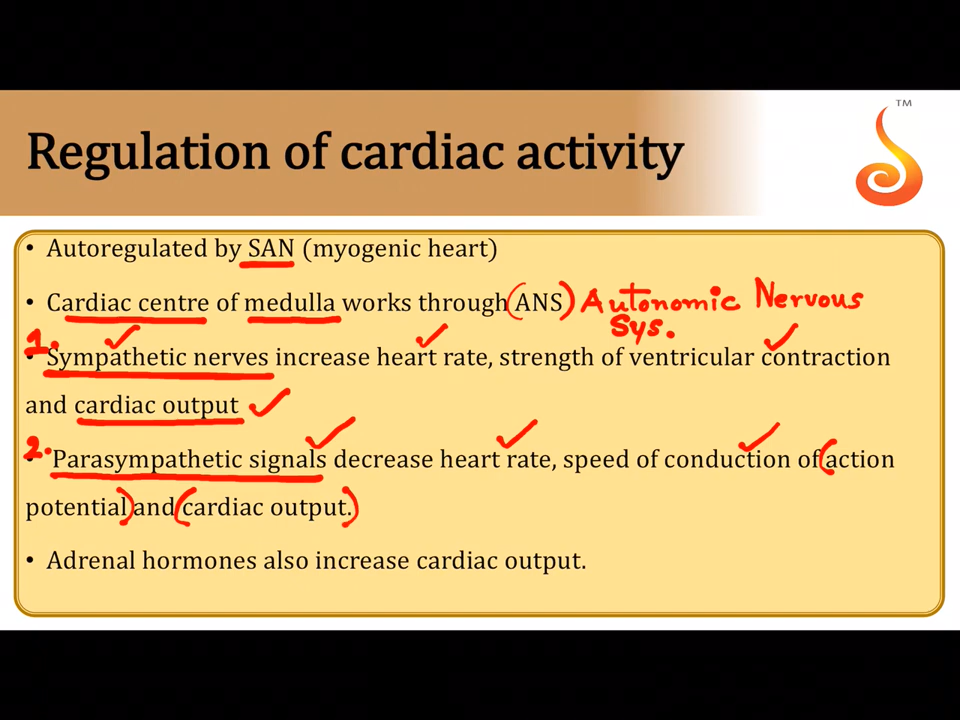 TM
Regulation of cardiac activity
• Autoregulated by SAN (myogenic heart)
• Cardiac centre of medulla works through (ANS) Autonomic Nervous
Sys.
1.
• Sympathetic nerves increase heart rate, strength of ventricular contraction
and cardiac output
2.
• Parasympathetic signals decrease heart rate, speed of conduction of (action
potential) and (cardiac output.)
• Adrenal hormones also increase cardiac output.